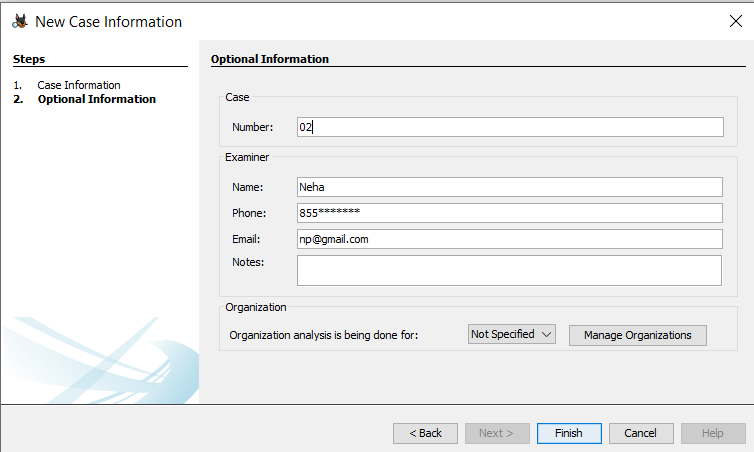 New Case Information
Steps
1. Case Information
2. Optional Information
Optional Information
Case
Number: 02
Examiner
Name: Neha
Phone: 855*******
Email: np@gmail.com
Notes:
Organization
Organization analysis is being done for: Not Specified Manage Organizations
< Back Next > Finish Cancel Help